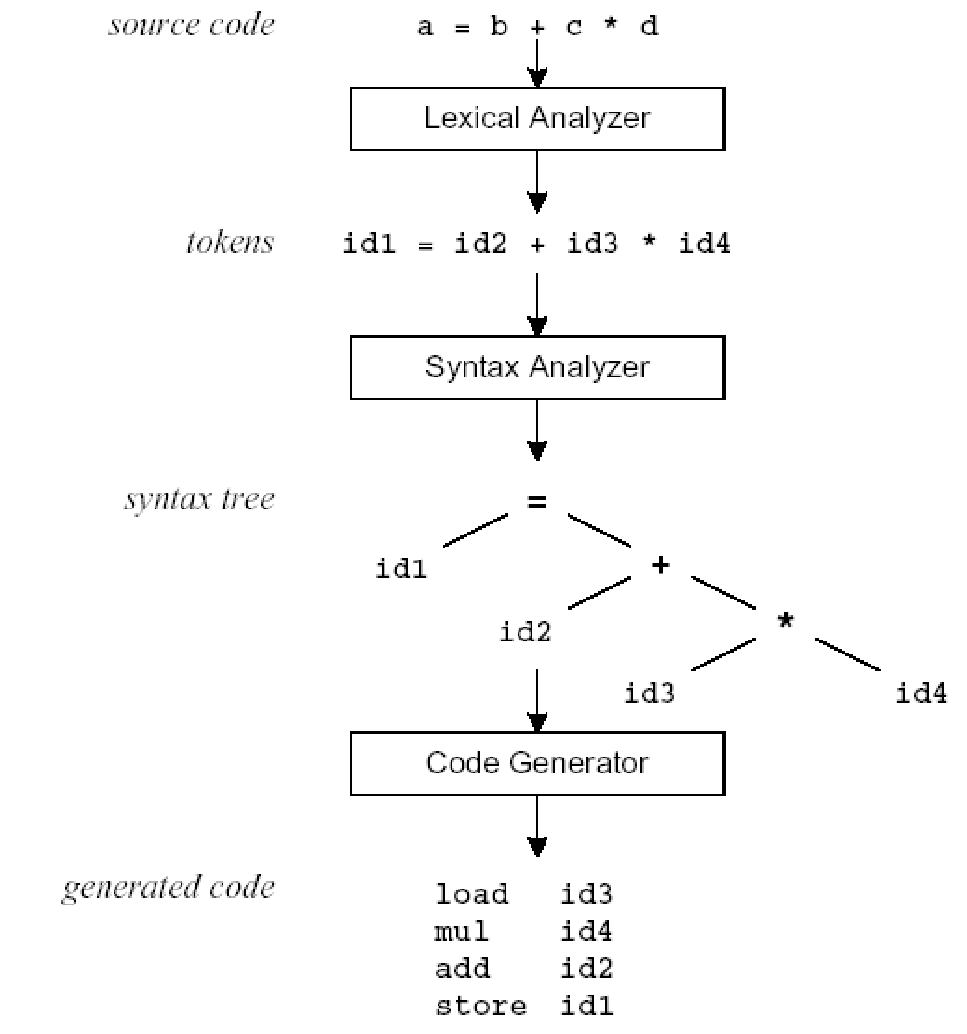 source code a = b + c * d
Lexical Analyzer
tokens id1 = id2 + id3 * id4
Syntax Analyzer
syntax tree =
id1 +
id2 *
id3 id4
Code Generator
generated code load id3
mul id4
add id2
store id1